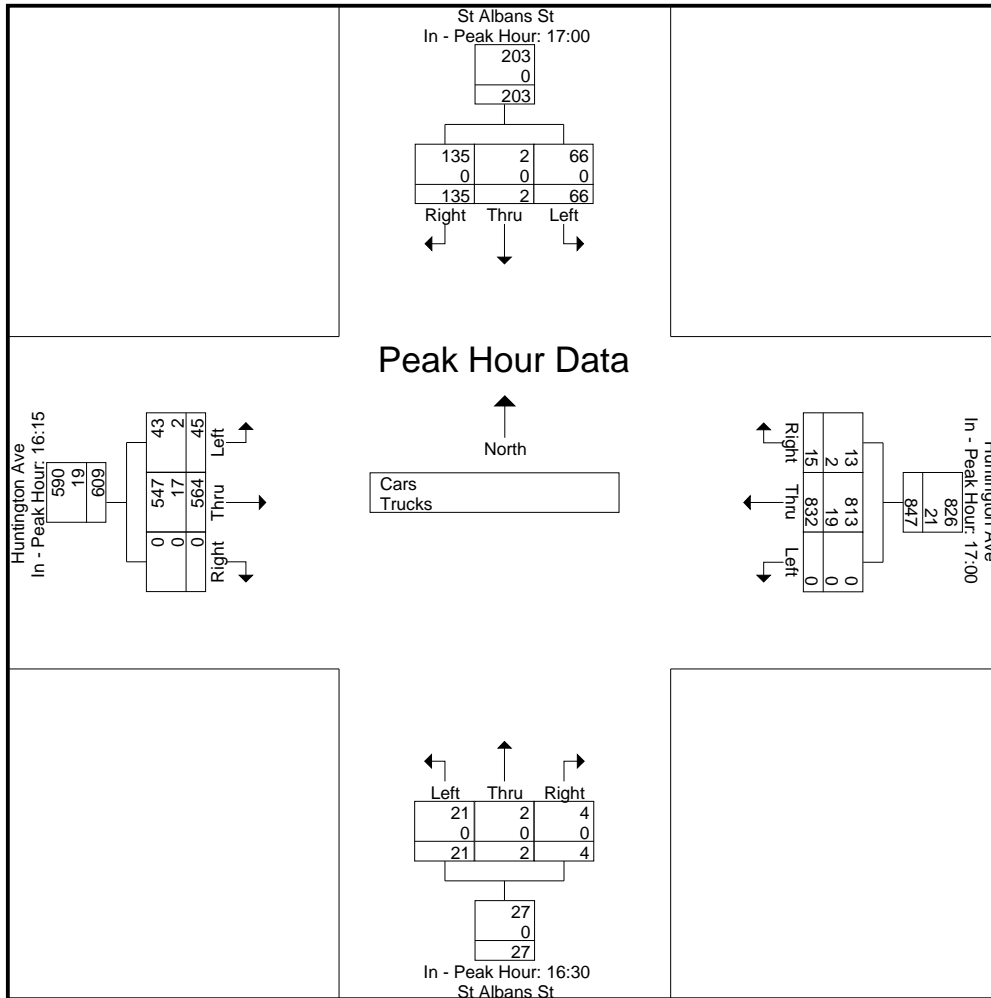 St Albans St
In - Peak Hour: 17:00
203
0
203
135 2 66
0 0 0
135 2 66
Right Thru Left
Peak Hour Data
North
Cars
Trucks
Huntington Ave
In - Peak Hour: 16:15
590
19
609
43 547 0
2 17 0
45 564 0
Left Thru Right
Huntington Ave
In - Peak Hour: 17:00
826
21
847
13 813 0
2 19 0
15 832 0
Right Thru Left
Left Thru Right
21 2 4
0 0 0
21 2 4
27
0
27
In - Peak Hour: 16:30
St Albans St